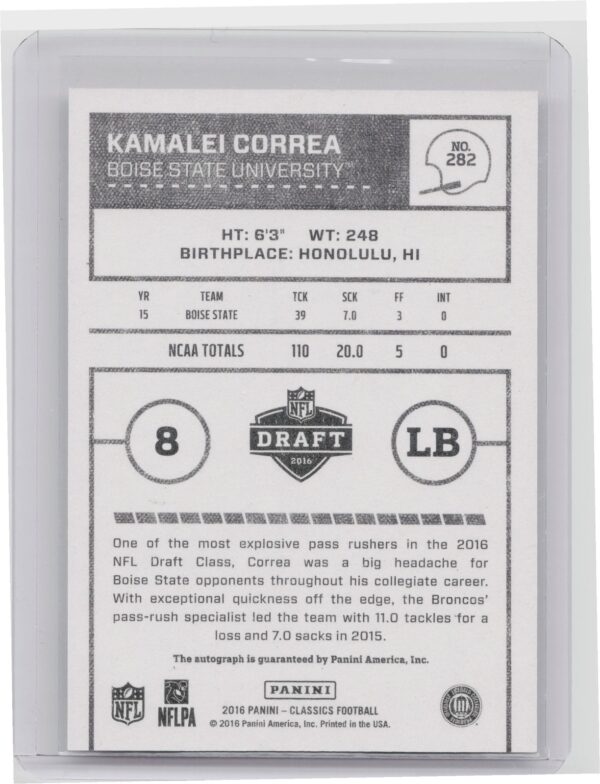 KAMALEI CORREA
BOISE STATE UNIVERSITY™
NO.
282
HT: 6'3" WT: 248
BIRTHPLACE: HONOLULU, HI
YR TEAM TCK SCK FF INT
15 BOISE STATE 39 7.0 3 0
NCAA TOTALS 110 20.0 5 0
8
NFL
DRAFT
2016
LB
One of the most explosive pass rushers in the 2016
NFL Draft Class, Correa was a big headache for
Boise State opponents throughout his collegiate career.
With exceptional quickness off the edge, the Broncos'
pass-rush specialist led the team with 11.0 tackles for a
loss and 7.0 sacks in 2015.
The autograph is guaranteed by Panini America, Inc.
NFL
NFLPA
PANINI
2016 PANINI – CLASSICS FOOTBALL
© 2016 Panini America, Inc. Printed in the USA.